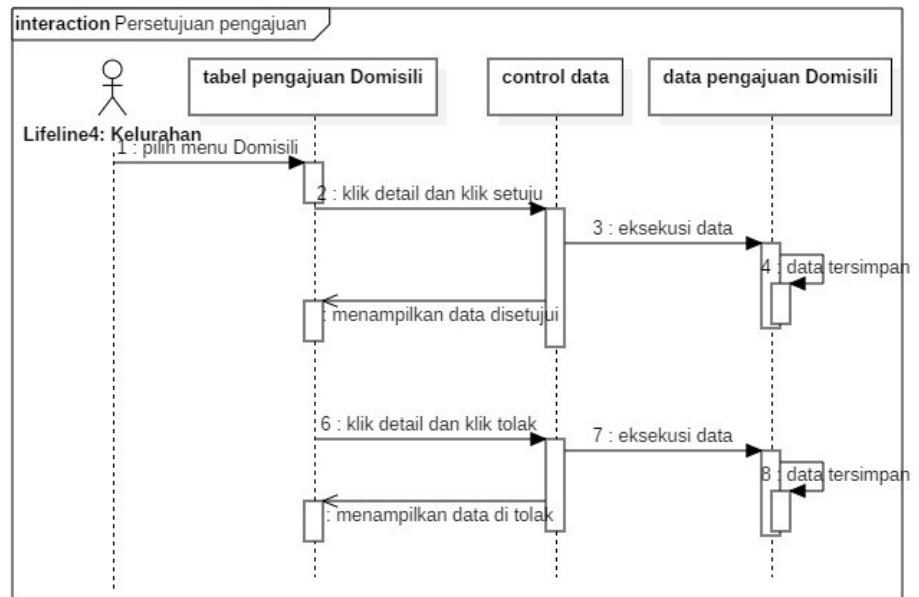 interaction Persetujuan pengajuan
tabel pengajuan Domisili
control data
data pengajuan Domisili
Lifeline4: Kelurahan
1 : pilih menu Domisili
2 : klik detail dan klik setuju
3 : eksekusi data
4 : data tersimpan
: menampilkan data disetujui
6 : klik detail dan klik tolak
7 : eksekusi data
8 : data tersimpan
: menampilkan data di tolak